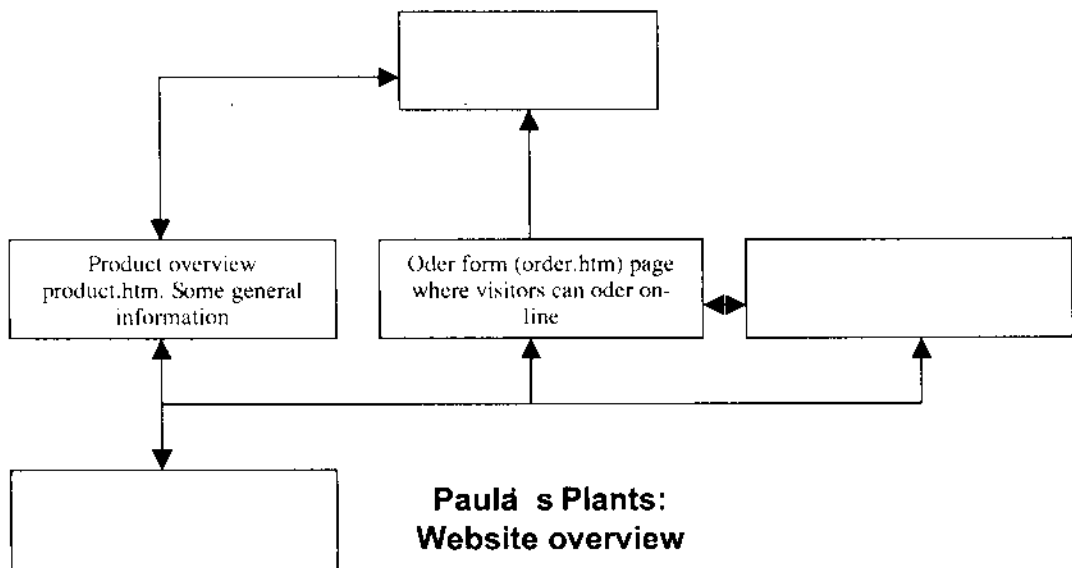 Product overview
product.htm. Some general
information
Oder form (order.htm) page
where visitors can oder on-
line
Paulá s Plants:
Website overview